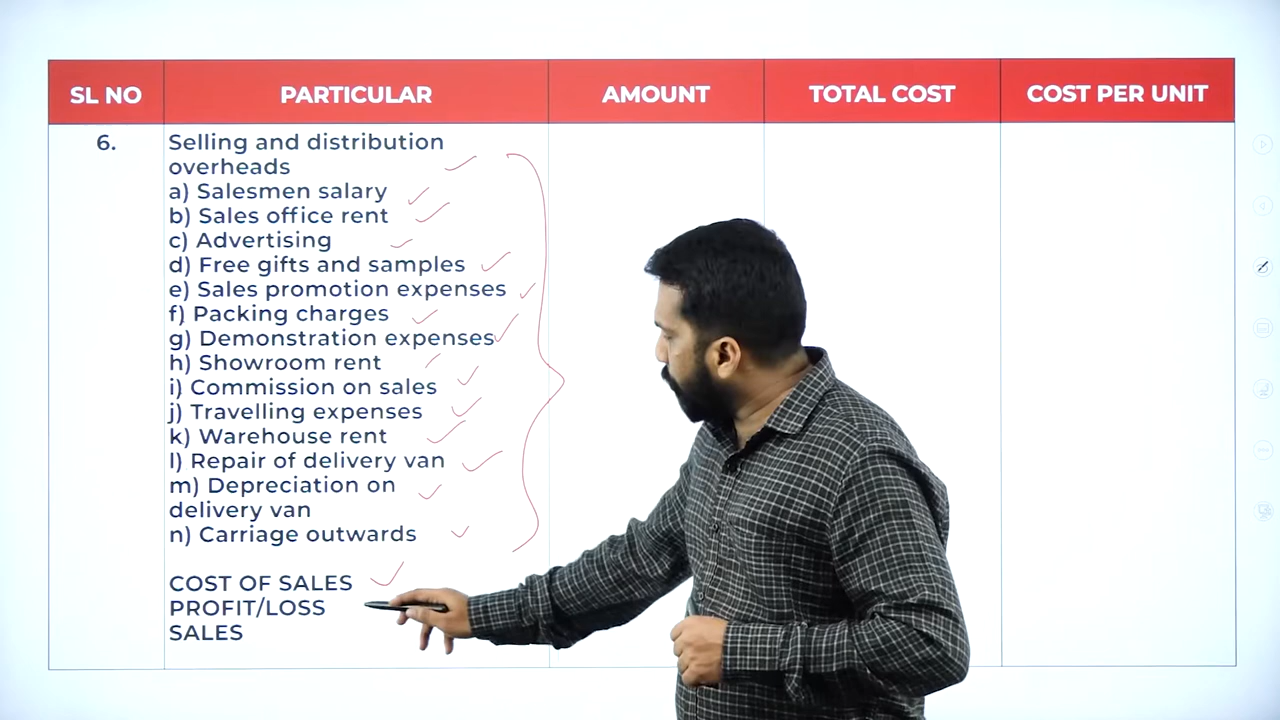 SL NO PARTICULAR AMOUNT TOTAL COST COST PER UNIT
6. Selling and distribution
overheads
a) Salesmen salary
b) Sales office rent
c) Advertising
d) Free gifts and samples
e) Sales promotion expenses
f) Packing charges
g) Demonstration expenses
h) Showroom rent
i) Commission on sales
j) Travelling expenses
k) Warehouse rent
l) Repair of delivery van
m) Depreciation on
delivery van
n) Carriage outwards
COST OF SALES
PROFIT/LOSS
SALES